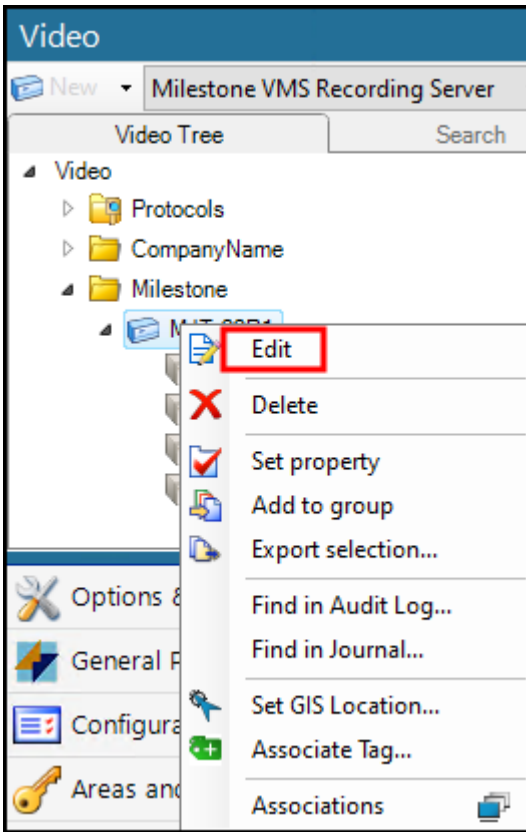 Video
New
Milestone VMS Recording Server
Video Tree
Search
Video
Protocols
CompanyName
Milestone
Edit
Delete
Set property
Add to group
Export selection...
Find in Audit Log...
Find in Journal...
Set GIS Location...
Associate Tag...
Associations
Options &
General
Areas and